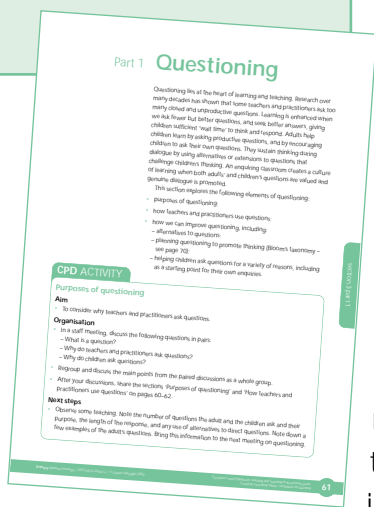 Part 1 Questioning
Questioning lies at the heart of learning and teaching. Research over
many decades has shown that some teachers and practitioners ask too
many closed and unproductive questions. Learning is enhanced when
we ask fewer but better questions, and seek better answers, giving
children sufficient 'wait time' to think and respond. Adults help
children learn by asking productive questions, and by encouraging
children to ask their own questions. They sustain thinking during
dialogue by using alternatives or extensions to questions that
challenge children's thinking. An enquiring classroom creates a culture
of learning when both adults' and children's questions are valued and
genuine dialogue is promoted.
This section explores the following elements of questioning:
• purposes of questioning
• how teachers and practitioners use questions;
• how we can improve questioning, including:
– alternatives to questions;
– planning questioning to promote thinking (Bloom's taxonomy –
see page 70);
– helping children ask questions for a variety of reasons, including
as a starting point for their own enquiries.
Section 2 part 1
CPD ACTIVITY
Purposes of questioning
Aim
• To consider why teachers and practitioners ask questions.
Organisation
• In a staff meeting, discuss the following questions in pairs:
– What is a question?
– Why do teachers and practitioners ask questions?
– Why do children ask questions?
• Regroup and discuss the main points from the paired discussions as a whole group.
• After your discussions, share the sections 'Purposes of questioning' and 'How teachers and
practitioners use questions' on pages 60–62.
Next steps
• Observe some teaching. Note the number of questions the adult and the children ask and their
purpose, the length of the response, and any use of alternatives to direct questions. Note down a
few examples of the adult's questions. Bring this information to the next meeting on questioning.
61
t
i